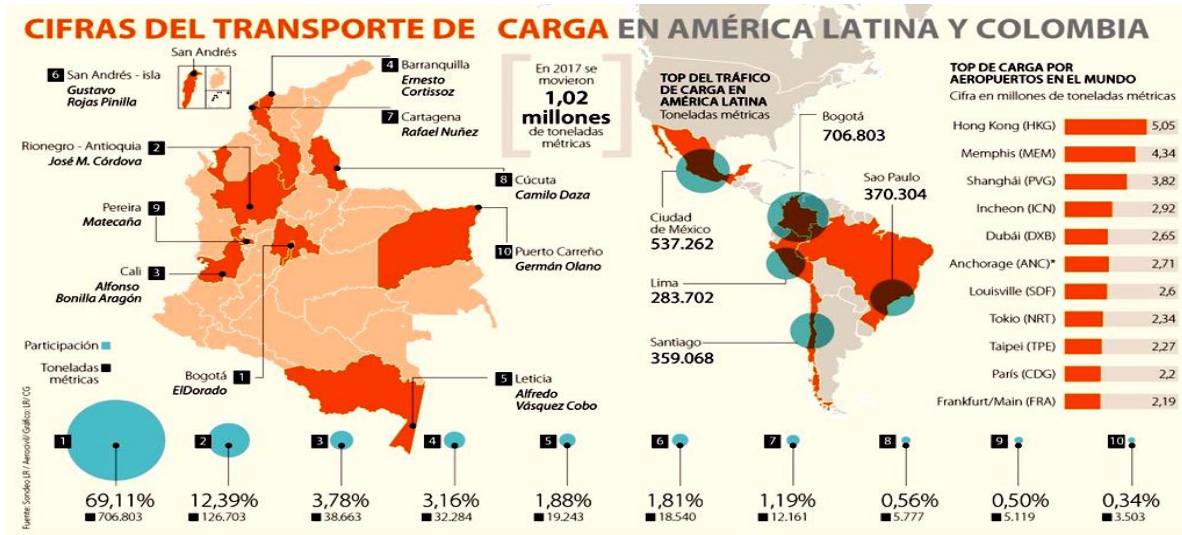 CIFRAS DEL TRANSPORTE DE CARGA EN AMÉRICA LATINA Y COLOMBIA
San Andrés
6 San Andrés - isla
Gustavo
Rojas Pinilla
4 Barranquilla
Ernesto
Cortissoz
7 Cartagena
Rafael Nuñez
Rionegro - Antioquia 2
José M. Córdova
8 Cúcuta
Camilo Daza
Pereira 9
Matecaña
10 Puerto Carreño
Germán Olano
Cali 3
Alfonso
Bonilla Aragón
Bogotá 1
ElDorado
5 Leticia
Alfredo
Vásquez Cobo
En 2017 se
movieron
1,02
millones
de toneladas
métricas
TOP DEL TRÁFICO
DE CARGA EN
AMÉRICA LATINA
Toneladas métricas
Bogotá
706.803
Sao Paulo
370.304
Ciudad
de México
537.262
Lima
283.702
Santiago
359.068
TOP DE CARGA POR
AEROPUERTOS EN EL MUNDO
Cifra en millones de toneladas métricas
Hong Kong (HKG) 5,05
Memphis (MEM) 4,34
Shanghái (PVG) 3,82
Incheon (ICN) 2,92
Dubái (DXB) 2,65
Anchorage (ANC)* 2,71
Louisville (SDF) 2,6
Tokio (NRT) 2,34
Taipei (TPE) 2,27
París (CDG) 2,2
Frankfurt/Main (FRA) 2,19
Participación
Toneladas
métricas
1 2 3 4 5 6 7 8 9 10
69,11% 12,39% 3,78% 3,16% 1,88% 1,81% 1,19% 0,56% 0,50% 0,34%
706.803 126.703 38.663 32.284 19.243 18.540 12.161 5.777 5.119 3.503
Fuente: Sondeo LR / Aerocivil/ Gráfico: LR/ CG